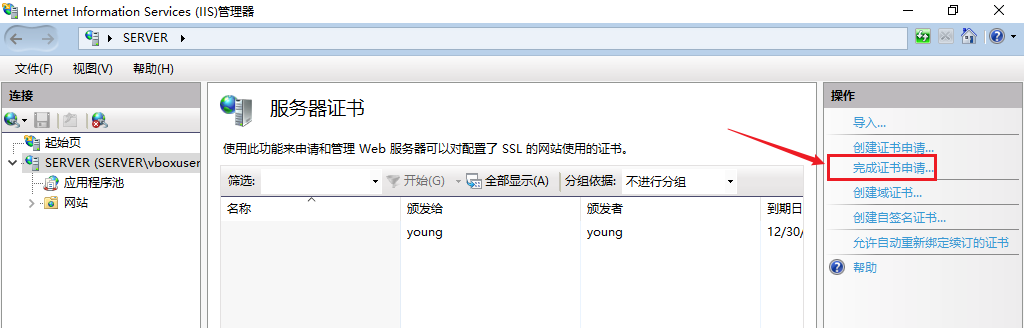 Internet Information Services (IIS)管理器
SERVER
文件(F) 视图(V) 帮助(H)
连接
起始页
SERVER (SERVER\vboxuser
应用程序池
网站
服务器证书
使用此功能来申请和管理 Web 服务器可以对配置了 SSL 的网站使用的证书。
筛选: 开始(G) 全部显示(A) 分组依据: 不进行分组
名称 颁发给 颁发者 到期日
young young 12/30/
操作
导入...
创建证书申请...
完成证书申请...
创建域证书...
创建自签名证书...
允许自动重新绑定续订的证书
帮助